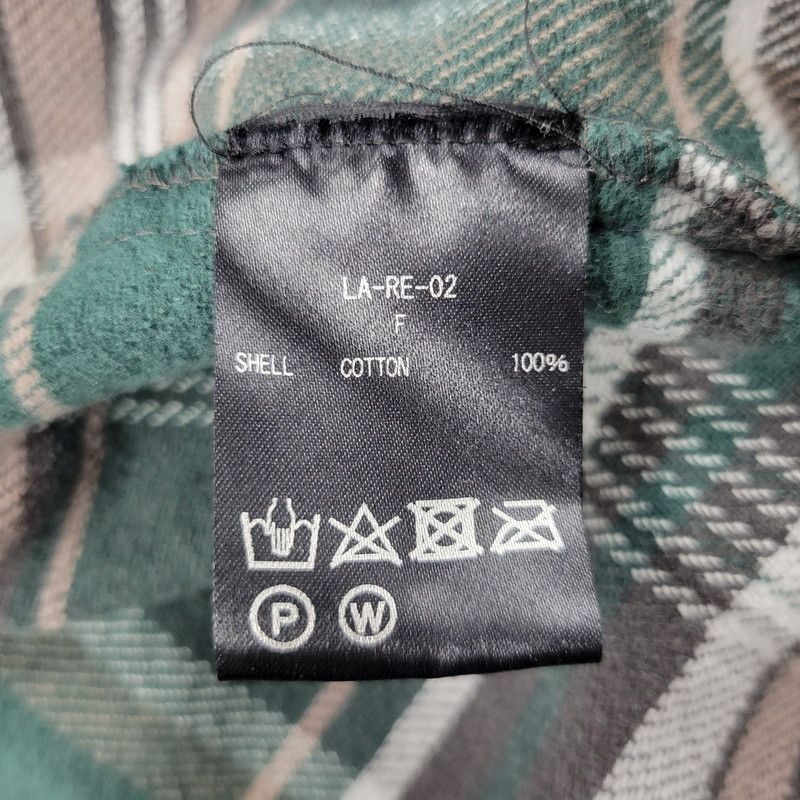 LA-RE-02
F
SHELL COTTON 100%
P W